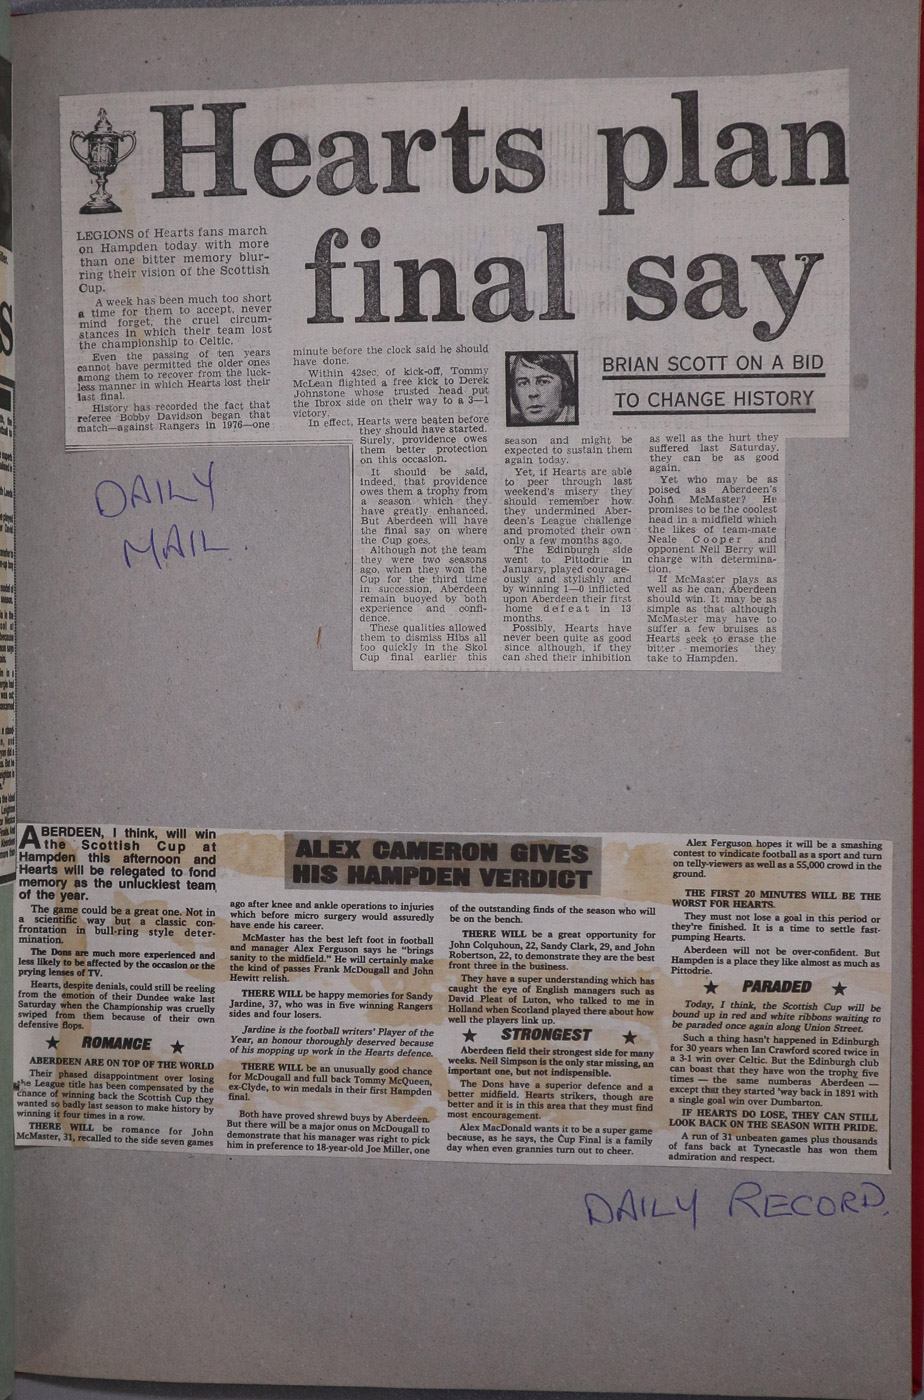 Hearts plan
final say
BRIAN SCOTT ON A BID
TO CHANGE HISTORY
LEGIONS of Hearts fans march
on Hampden today with more
than one bitter memory blur-
ring their vision of the Scottish
Cup.
A week has been much too short
a time for them to accept, never
mind forget, the cruel circum-
stances in which their team lost
the championship to Celtic.
Even the passing of ten years
cannot have permitted the older ones
among them to recover from the luck-
less manner in which Hearts lost their
last final.
History has recorded the fact that
referee Bobby Davidson began that
match—against Rangers in 1976—one
minute before the clock said he should
have done.
Within 42sec. of kick-off, Tommy
McLean flighted a free kick to Derek
Johnstone whose trusted head put
the Ibrox side on their way to a 3—1
victory.
In effect, Hearts were beaten before
they should have started.
Surely, providence owes
them better protection
on this occasion.
It should be said,
indeed, that providence
owes them a trophy from
a season which they
have greatly enhanced.
But Aberdeen will have
the final say on where
the Cup goes.
Although not the team
they were two seasons
ago, when they won the
Cup for the third time
in succession, Aberdeen
remain buoyed by both
experience and confi-
dence.
These qualities allowed
them to dismiss Hibs all
too quickly in the Skol
Cup final earlier this
season and might be
expected to sustain them
again today.
Yet, if Hearts are able
to peer through last
weekend's misery they
should remember how
they undermined Aber-
deen's League challenge
and promoted their own
only a few months ago.
The Edinburgh side
went to Pittodrie in
January, played courage-
ously and stylishly and
by winning 1—0 inflicted
upon Aberdeen their first
home defeat in 13
months.
Possibly, Hearts have
never been quite as good
since although, if they
can shed their inhibition
as well as the hurt they
suffered last Saturday,
they can be as good
again.
Yet who may be as
poised as Aberdeen's
John McMaster? He
promises to be the coolest
head in a midfield which
the likes of team-mate
Neale Cooper and
opponent Neil Berry will
charge with determina-
tion.
If McMaster plays as
well as he can, Aberdeen
should win. It may be as
simple as that although
McMaster may have to
suffer a few bruises as
Hearts seek to erase the
bitter memories they
take to Hampden.
DAILY
MAIL.
ALEX CAMERON GIVES
HIS HAMPDEN VERDICT
ABERDEEN, I think, will win
the Scottish Cup at
Hampden this afternoon and
Hearts will be relegated to fond
memory as the unluckiest team
of the year.
The game could be a great one. Not in
a scientific way but a classic con-
frontation in bull-ring style deter-
mination.
The Dons are much more experienced and
less likely to be affected by the occasion or the
prying lenses of TV.
Hearts, despite denials, could still be reeling
from the emotion of their Dundee wake last
Saturday when the Championship was cruelly
swiped from them because of their own
defensive flops.
★ ROMANCE ★
ABERDEEN ARE ON TOP OF THE WORLD
Their phased disappointment over losing
the League title has been compensated by the
chance of winning back the Scottish Cup they
wanted so badly last season to make history by
winning it four times in a row.
THERE WILL be romance for John
McMaster, 31, recalled to the side seven games
ago after knee and ankle operations to injuries
which before micro surgery would assuredly
have ende his career.
McMaster has the best left foot in football
and manager Alex Ferguson says he "brings
sanity to the midfield." He will certainly make
the kind of passes Frank McDougall and John
Hewitt relish.
THERE WILL be happy memories for Sandy
Jardine, 37, who was in five winning Rangers
sides and four losers.
Jardine is the football writers' Player of the
Year, an honour thoroughly deserved because
of his mopping up work in the Hearts defence.
THERE WILL be an unusually good chance
for McDougall and full back Tommy McQueen,
ex-Clyde, to win medals in their first Hampden
final.
Both have proved shrewd buys by Aberdeen.
But there will be a major onus on McDougall to
demonstrate that his manager was right to pick
him in preference to 18-year-old Joe Miller, one
of the outstanding finds of the season who will
be on the bench.
THERE WILL be a great opportunity for
John Colquhoun, 22, Sandy Clark, 29, and John
Robertson, 22, to demonstrate they are the best
front three in the business.
They have a super understanding which has
caught the eye of English managers such as
David Pleat of Luton, who talked to me in
Holland when Scotland played there about how
well the players link up.
★ STRONGEST ★
Aberdeen field their strongest side for many
weeks. Neil Simpson is the only star missing, an
important one, but not indispensible.
The Dons have a superior defence and a
better midfield. Hearts strikers, though are
better and it is in this area that they must find
most encouragement.
Alex MacDonald wants it to be a super game
because, as he says, the Cup Final is a family
day when even grannies turn out to cheer.
Alex Ferguson hopes it will be a smashing
contest to vindicate football as a sport and turn
on telly-viewers as well as a 55,000 crowd in the
ground.
THE FIRST 20 MINUTES WILL BE THE
WORST FOR HEARTS.
They must not lose a goal in this period or
they're finished. It is a time to settle fast-
pumping Hearts.
Aberdeen will not be over-confident. But
Hampden is a place they like almost as much as
Pittodrie.
★ PARADED ★
Today, I think, the Scottish Cup will be
bound up in red and white ribbons waiting to
be paraded once again along Union Street.
Such a thing hasn't happened in Edinburgh
for 30 years when Ian Crawford scored twice in
a 3-1 win over Celtic. But the Edinburgh club
can boast that they have won the trophy five
times — the same numberas Aberdeen —
except that they started 'way back in 1891 with
a single goal win over Dumbarton.
IF HEARTS DO LOSE, THEY CAN STILL
LOOK BACK ON THE SEASON WITH PRIDE.
A run of 31 unbeaten games plus thousands
of fans back at Tynecastle has won them
admiration and respect.
DAILY RECORD.